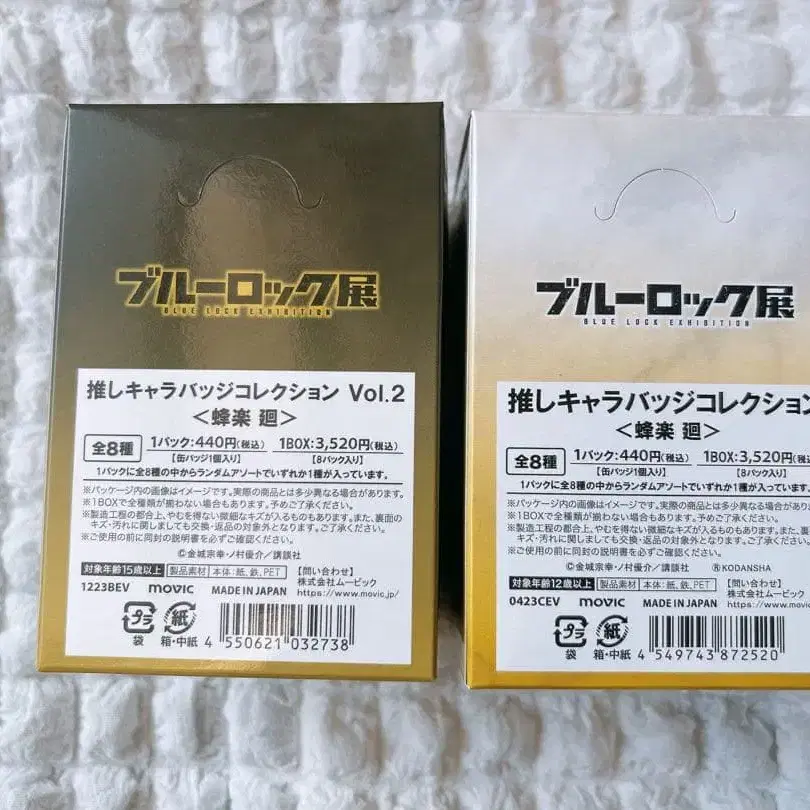 ブルーロック展
BLUE LOCK EXHIBITION
推しキャラバッジコレクション Vol.2
<蜂楽 廻>
全8種
1パック:440円(税込)
【缶バッジ1個入り】
1BOX:3,520円(税込)
【8パック入り】
1パックに全8種の中からランダムアソートでいずれか1種が入っています。
※パッケージ内の画像はイメージです。実際の商品とは多少異なる場合があります。
※1BOXで全種類が揃わない場合もあります。予めご了承ください。
※製造工程の都合上、やむを得ない微細なキズが入るものもあります。また、裏面の
キズ・汚れに関しましても交換・返品の対象外となります。ご了承ください。
※ご使用の前に同封の説明書を必ずご確認ください。
©金城宗幸・ノ村優介/講談社
対象年齢15歳以上
製品素材
本体:紙、鉄、PET
【問い合わせ】
株式会社ムービック
https://www.movic.jp/
1223BEV
movic
MADE IN JAPAN
プラ
袋
紙
箱・中紙
4 550621 032738
ブルーロック展
BLUE LOCK EXHIBITION
推しキャラバッジコレクション
<蜂楽 廻>
全8種
1パック:440円(税込)
【缶バッジ1個入り】
1BOX:3,520円(税込)
【8パック入り】
1パックに全8種の中からランダムアソートでいずれか1種が入って
※パッケージ内の画像はイメージです。実際の商品とは多少異なる場合が
※1BOXで全種類が揃わない場合もあります。予めご了承ください。
※製造工程の都合上、やむを得ない微細なキズが入るものもあります。また、裏
キズ・汚れに関しましても交換・返品の対象外となります。ご了承ください
※ご使用の前に同封の説明書を必ずご確認ください。
©金城宗幸・ノ村優介/講談社
®KODANSHA
対象年齢12歳以上
製品素材
本体:紙、鉄、PET
【問い合わせ】
株式会社ムービック
https://www.mov
0423CEV
movic
MADE IN JAPAN
プラ
袋
紙
箱・中紙
4 549743 872520